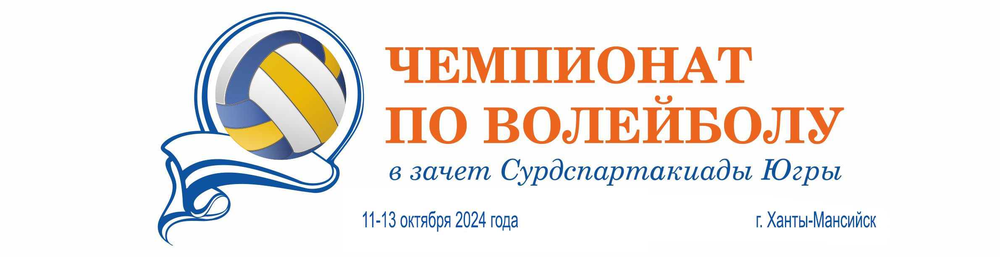 ЧЕМПИОНАТ
ПО ВОЛЕЙБОЛУ
в зачет Сурдспартакиады Югры
11-13 октября 2024 года г. Ханты-Мансийск